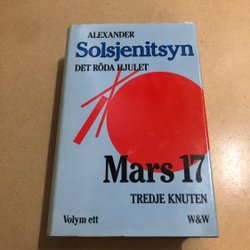 ALEXANDER
Solsjenitsyn
DET RÖDA HJULET
Mars 17
TREDJE KNUTEN
Volym ett W&W